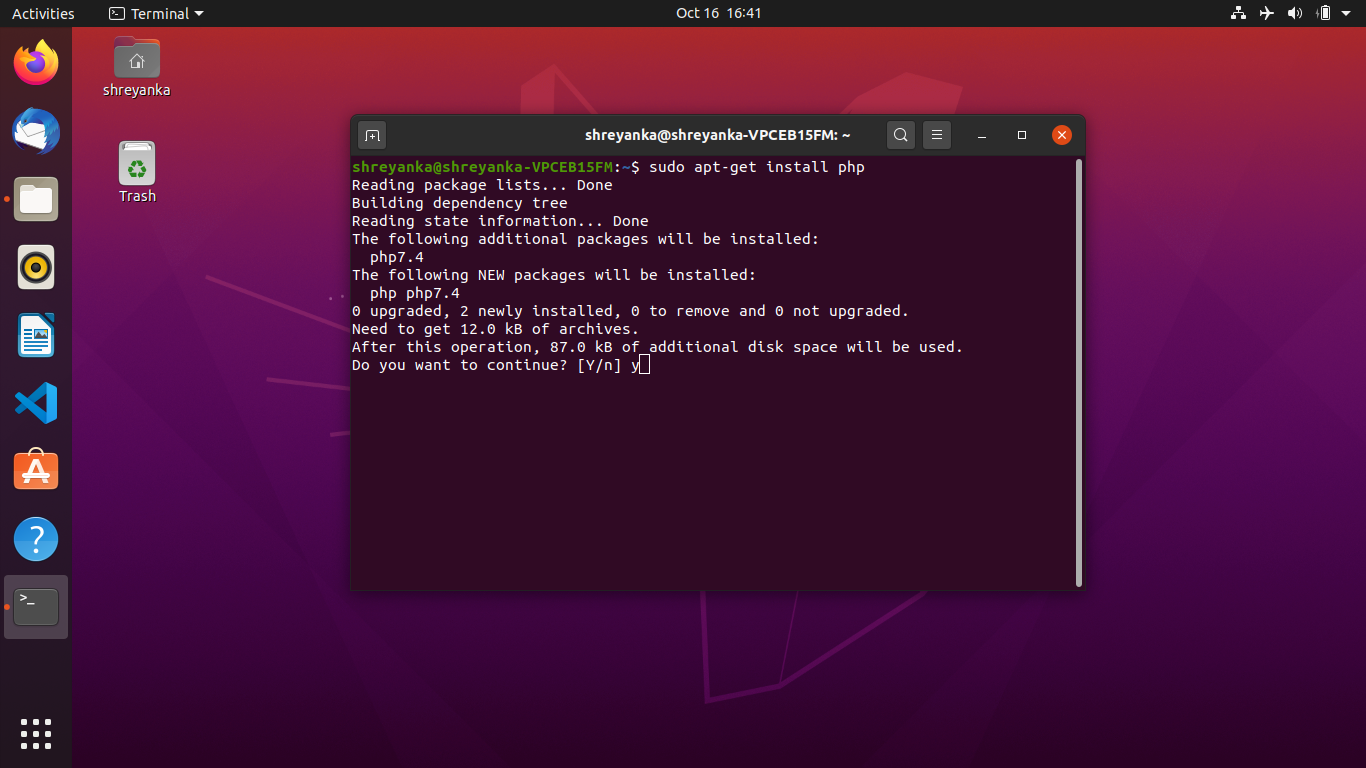 Activities
Terminal
Oct 16 16:41
shreyanka
Trash
shreyanka@shreyanka-VPCEB15FM: ~
shreyanka@shreyanka-VPCEB15FM:~$ sudo apt-get install php
Reading package lists... Done
Building dependency tree
Reading state information... Done
The following additional packages will be installed:
  php7.4
The following NEW packages will be installed:
  php php7.4
0 upgraded, 2 newly installed, 0 to remove and 0 not upgraded.
Need to get 12.0 kB of archives.
After this operation, 87.0 kB of additional disk space will be used.
Do you want to continue? [Y/n] y